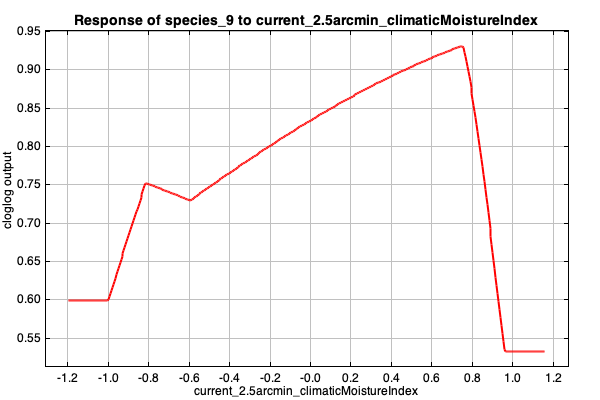 Response of species_9 to current_2.5arcmin_climaticMoistureIndex
cloglog output
0.95
0.90
0.85
0.80
0.75
0.70
0.65
0.60
0.55
-1.2 -1.0 -0.8 -0.6 -0.4 -0.2 -0.0 0.2 0.4 0.6 0.8 1.0 1.2
current_2.5arcmin_climaticMoistureIndex